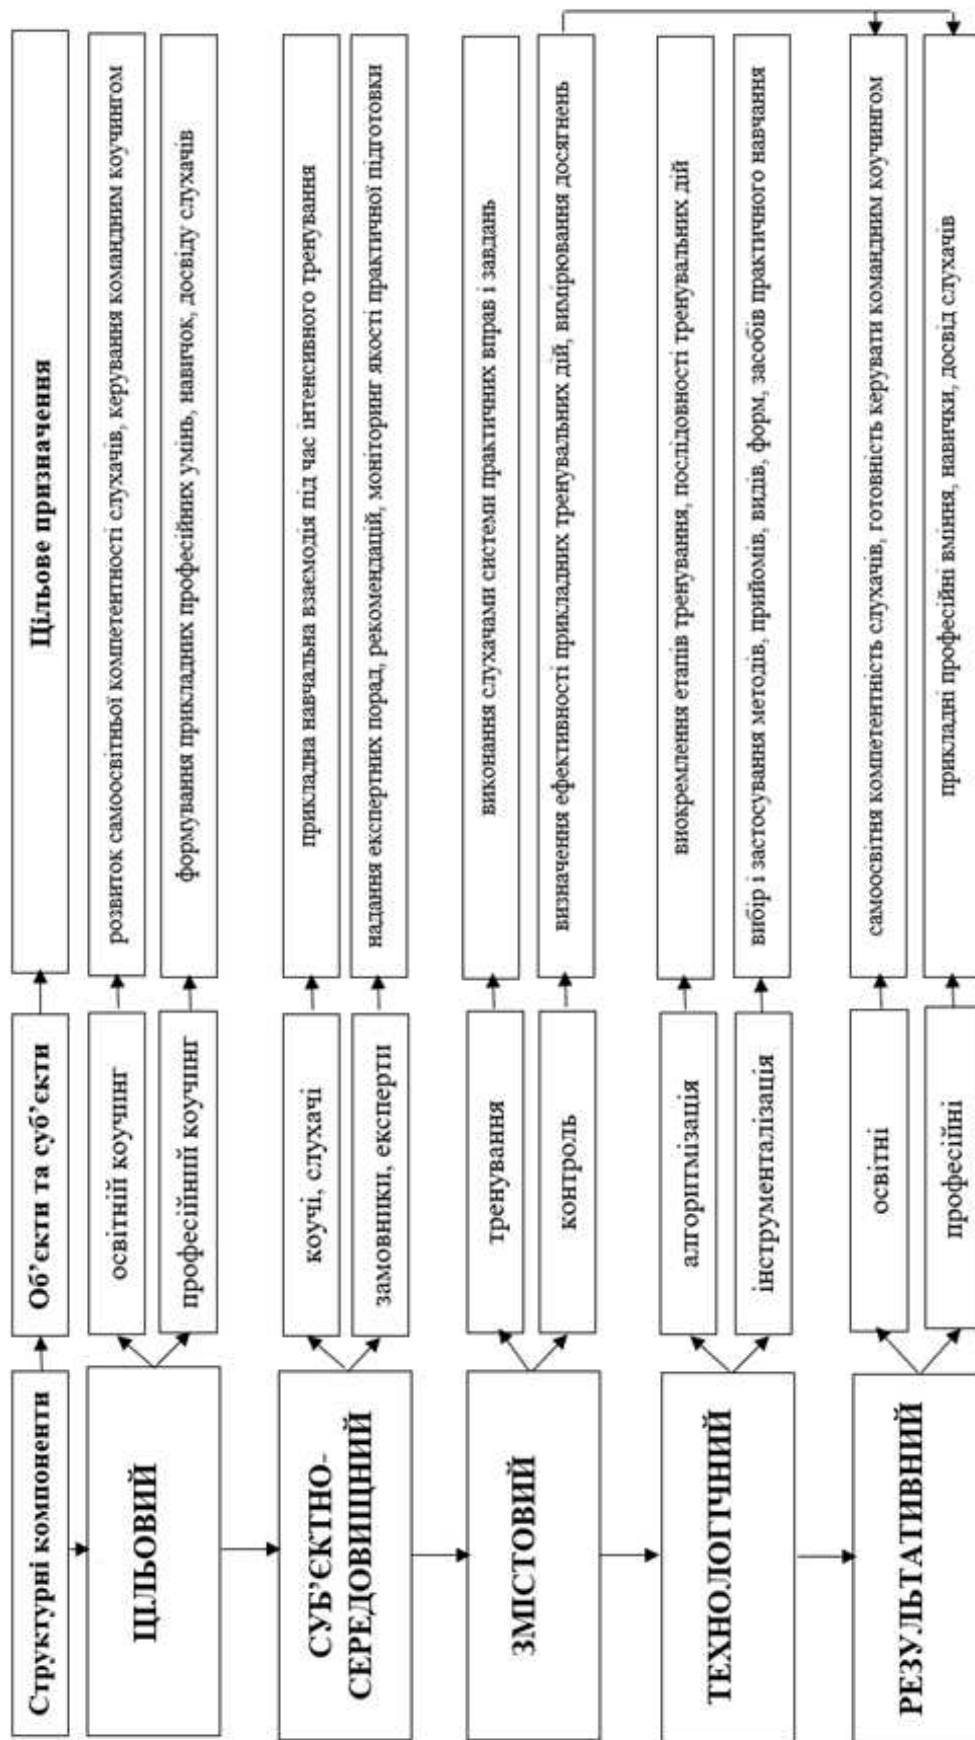 Структурні компоненти
Об’єкти та суб’єкти
Цільове призначення
ЦІЛЬОВИЙ
освітній коучинг
розвиток самоосвітньої компетентності слухачів, керування командним коучингом
професійний коучинг
формування прикладних професійних умінь, навичок, досвіду слухачів
СУБ’ЄКТНО-
СЕРЕДОВИЩНИЙ
коучі, слухачі
прикладна навчальна взаємодія під час інтенсивного тренування
замовники, експерти
надання експертних порад, рекомендацій, моніторинг якості практичної підготовки
ЗМІСТОВИЙ
тренування
виконання слухачами системи практичних вправ і завдань
контроль
визначення ефективності прикладних тренувальних дій, вимірювання досягнень
ТЕХНОЛОГІЧНИЙ
алгоритмізація
виокремлення етапів тренування, послідовності тренувальних дій
інструменталізація
вибір і застосування методів, прийомів, видів, форм, засобів практичного навчання
РЕЗУЛЬТАТИВНИЙ
освітні
самоосвітня компетентність слухачів, готовність керувати командним коучингом
професійні
прикладні професійні вміння, навички, досвід слухачів